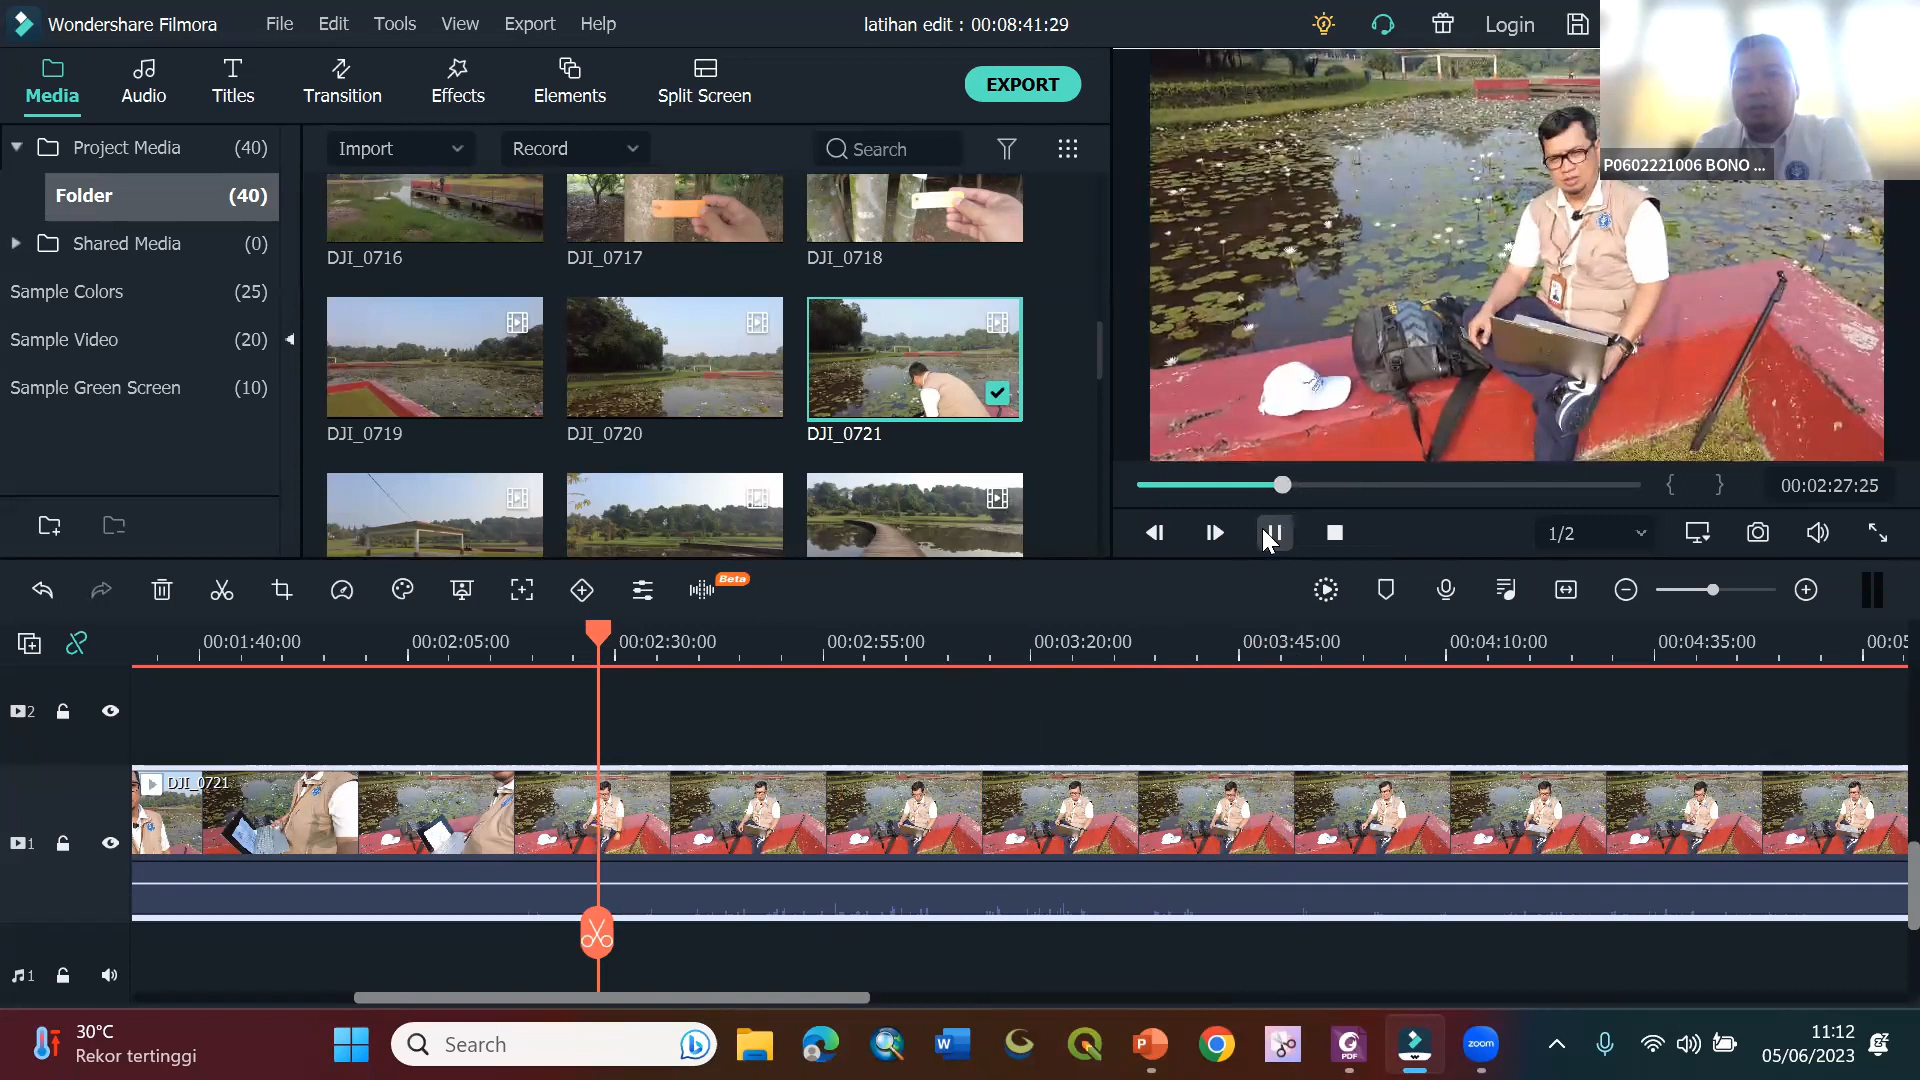 Wondershare Filmora File Edit Tools View Export Help latihan edit : 00:08:41:29 Login
Media Audio Titles Transition Effects Elements Split Screen EXPORT
Project Media (40)
Folder (40)
Shared Media (0)
Sample Colors (25)
Sample Video (20)
Sample Green Screen (10)
Import Record Search
DJI_0716 DJI_0717 DJI_0718
DJI_0719 DJI_0720 DJI_0721
P0602221006 BONO ...
00:02:27:25
1/2
Beta
00:01:40:00 00:02:05:00 00:02:30:00 00:02:55:00 00:03:20:00 00:03:45:00 00:04:10:00 00:04:35:00 00:05
2
DJI_0721
1
1
30°C
Rekor tertinggi
Search
W
P
PDF
zoom
11:12
05/06/2023